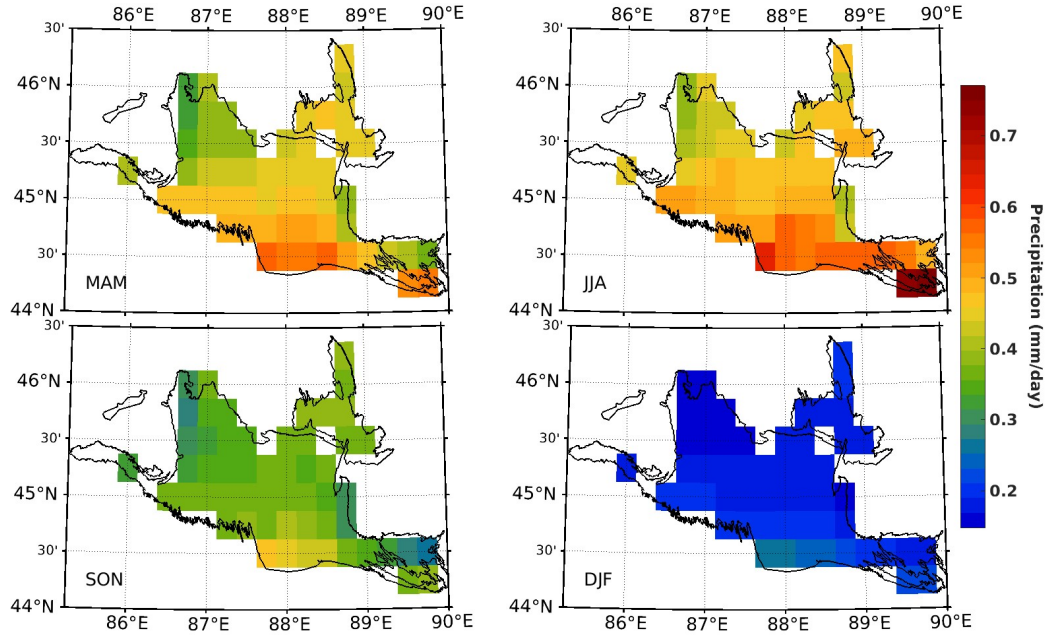 86°E 87°E 88°E 89°E 90°E 86°E 87°E 88°E 89°E 90°E
30' 30'
46°N 46°N
30' 30'
45°N 45°N
30' 30'
MAM JJA
44°N 44°N
30' 30'
46°N 46°N
30' 30'
45°N 45°N
30' 30'
SON DJF
44°N 44°N
86°E 87°E 88°E 89°E 90°E 86°E 87°E 88°E 89°E 90°E
0.7
0.6
0.5
0.4
0.3
0.2
Precipitation (mm/day)